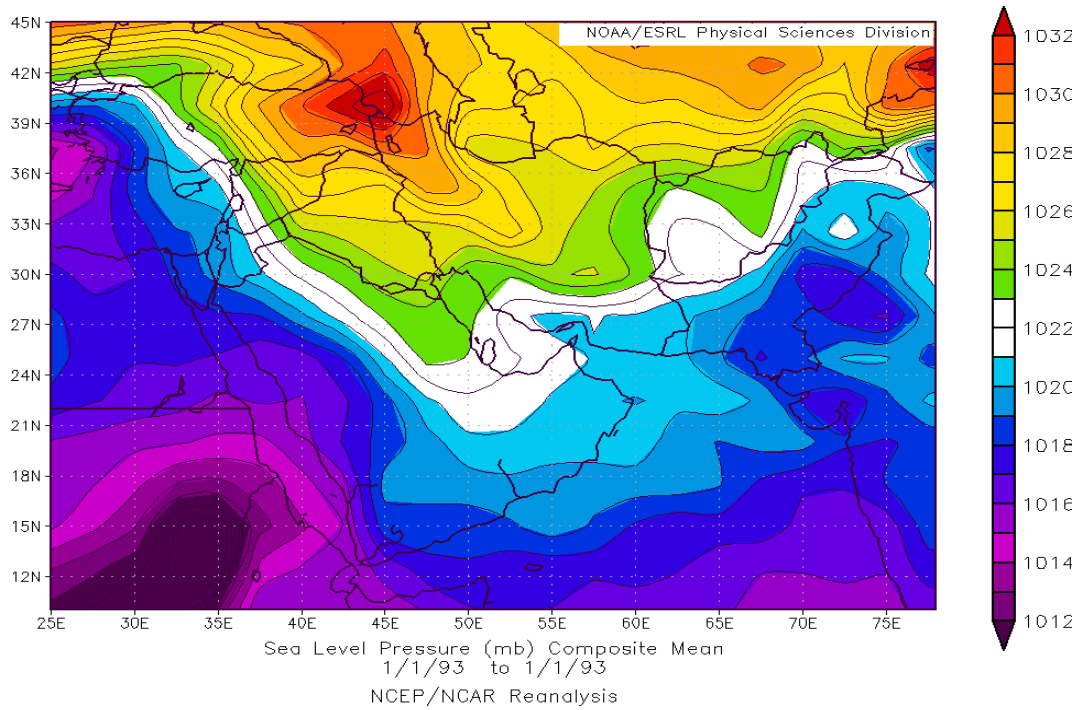 NOAA/ESRL Physical Sciences Division
45N
42N
39N
36N
33N
30N
27N
24N
21N
18N
15N
12N
25E 30E 35E 40E 45E 50E 55E 60E 65E 70E 75E
1032
1030
1028
1026
1024
1022
1020
1018
1016
1014
1012
Sea Level Pressure (mb) Composite Mean
1/1/93 to 1/1/93
NCEP/NCAR Reanalysis